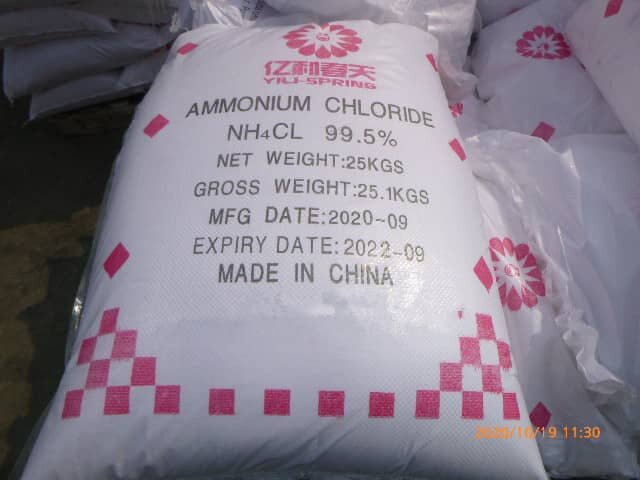 亿利春天
YILI-SPRING
AMMONIUM CHLORIDE
NH₄CL 99.5%
NET WEIGHT:25KGS
GROSS WEIGHT:25.1KGS
MFG DATE:2020-09
EXPIRY DATE:2022-09
MADE IN CHINA
2020/10/19 11:30